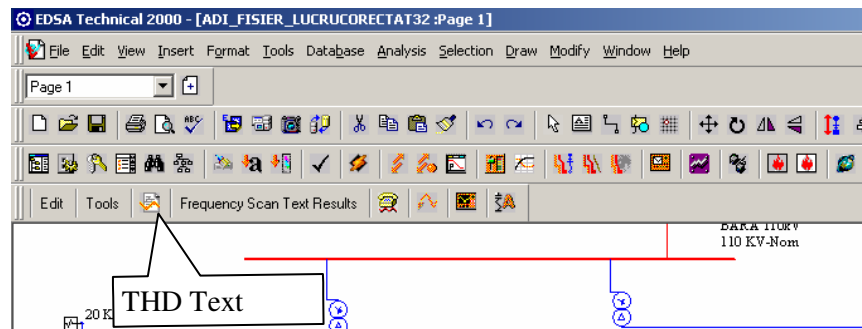 EDSA Technical 2000 - [ADI_FISIER_LUCRUCORECTAT32 :Page 1]
File Edit View Insert Format Tools Database Analysis Selection Draw Modify Window Help
Page 1
ABC
a
Edit Tools Frequency Scan Text Results
BARA 110kV
110 KV-Nom
THD Text
20 K